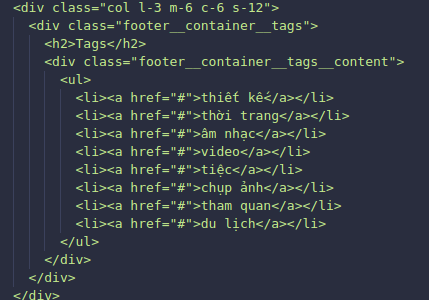 <div class="col l-3 m-6 c-6 s-12">
<div class="footer__container__tags">
<h2>Tags</h2>
<div class="footer__container__tags__content">
<ul>
<li><a href="#">thiết kế</a></li>
<li><a href="#">thời trang</a></li>
<li><a href="#">âm nhạc</a></li>
<li><a href="#">video</a></li>
<li><a href="#">tiệc</a></li>
<li><a href="#">chụp ảnh</a></li>
<li><a href="#">tham quan</a></li>
<li><a href="#">du lịch</a></li>
</ul>
</div>
</div>
</div>